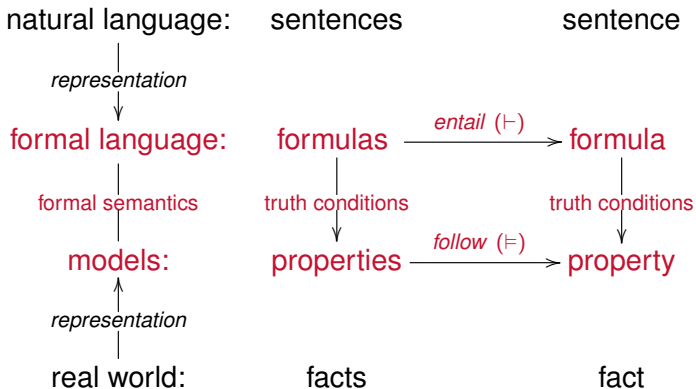 natural language: sentences sentence
representation
formal language: formulas entail (⊢) formula
formal semantics truth conditions truth conditions
models: properties follow (⊨) property
representation
real world: facts fact